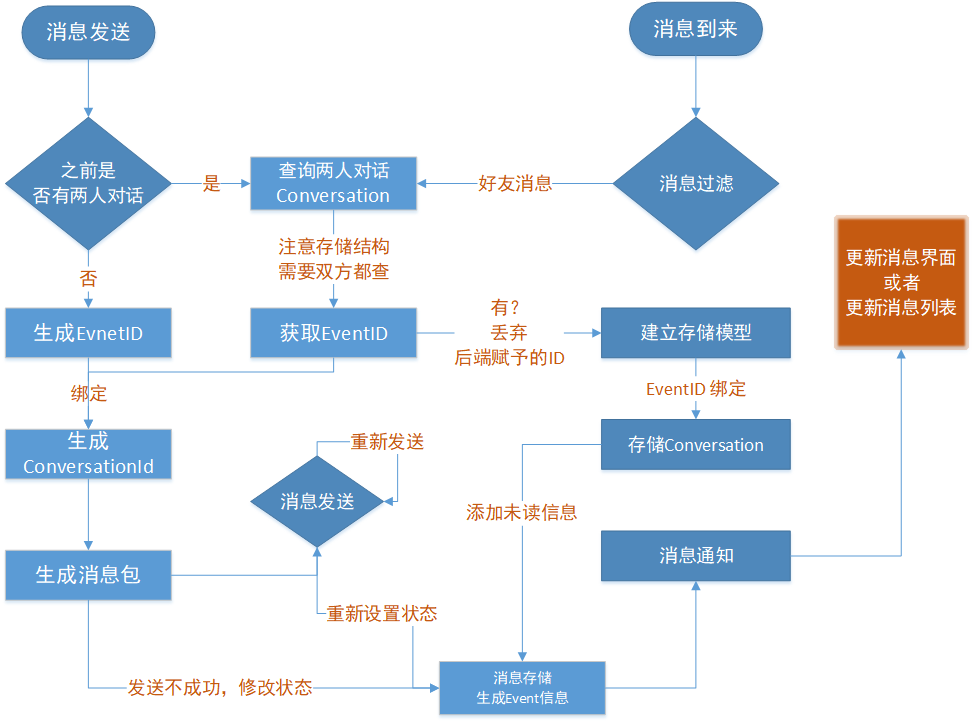 消息发送
消息到来
之前是
否有两人对话
是
查询两人对话
Conversation
好友消息
消息过滤
注意存储结构
需要双方都查
更新消息界面
或者
更新消息列表
否
生成EvnetID
获取EventID
有？
丢弃
后端赋予的ID
建立存储模型
绑定
EventID 绑定
生成
ConversationId
重新发送
存储Conversation
消息发送
添加未读信息
消息通知
生成消息包
重新设置状态
发送不成功，修改状态
消息存储
生成Event信息